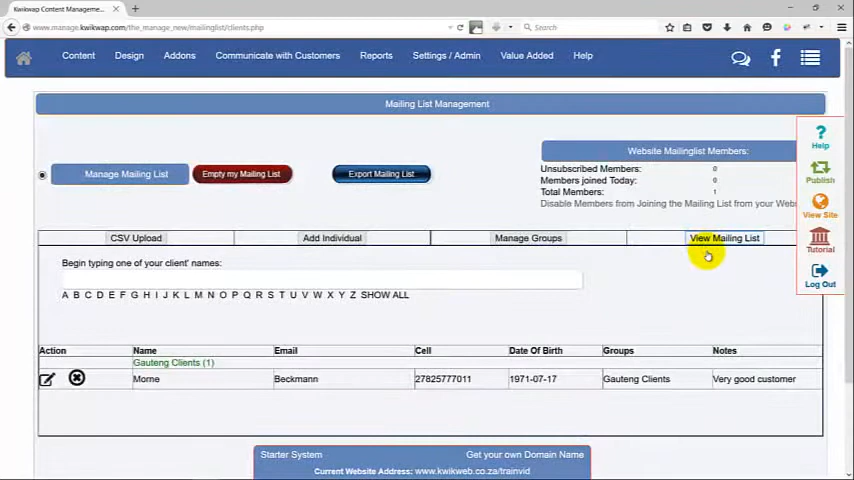 Kwikwap Content Manageme...
www.manage.kwikwap.com/the_manage_new/mailinglist/clients.php
Search
Content Design Addons Communicate with Customers Reports Settings / Admin Value Added Help
Mailing List Management
Manage Mailing List Empty my Mailing List Export Mailing List
Website Mailinglist Members:
Unsubscribed Members: 0
Members joined Today: 0
Total Members: 1
Disable Members from Joining the Mailing List from your Webs
Help
Publish
View Site
Tutorial
Log Out
CSV Upload Add Individual Manage Groups View Mailing List
Begin typing one of your client' names:
A B C D E F G H I J K L M N O P Q R S T U V W X Y Z SHOW ALL
Action Name Email Cell Date Of Birth Groups Notes
Gauteng Clients (1)
Morne Beckmann 27825777011 1971-07-17 Gauteng Clients Very good customer
Starter System Get your own Domain Name
Current Website Address: www.kwikweb.co.za/trainvid